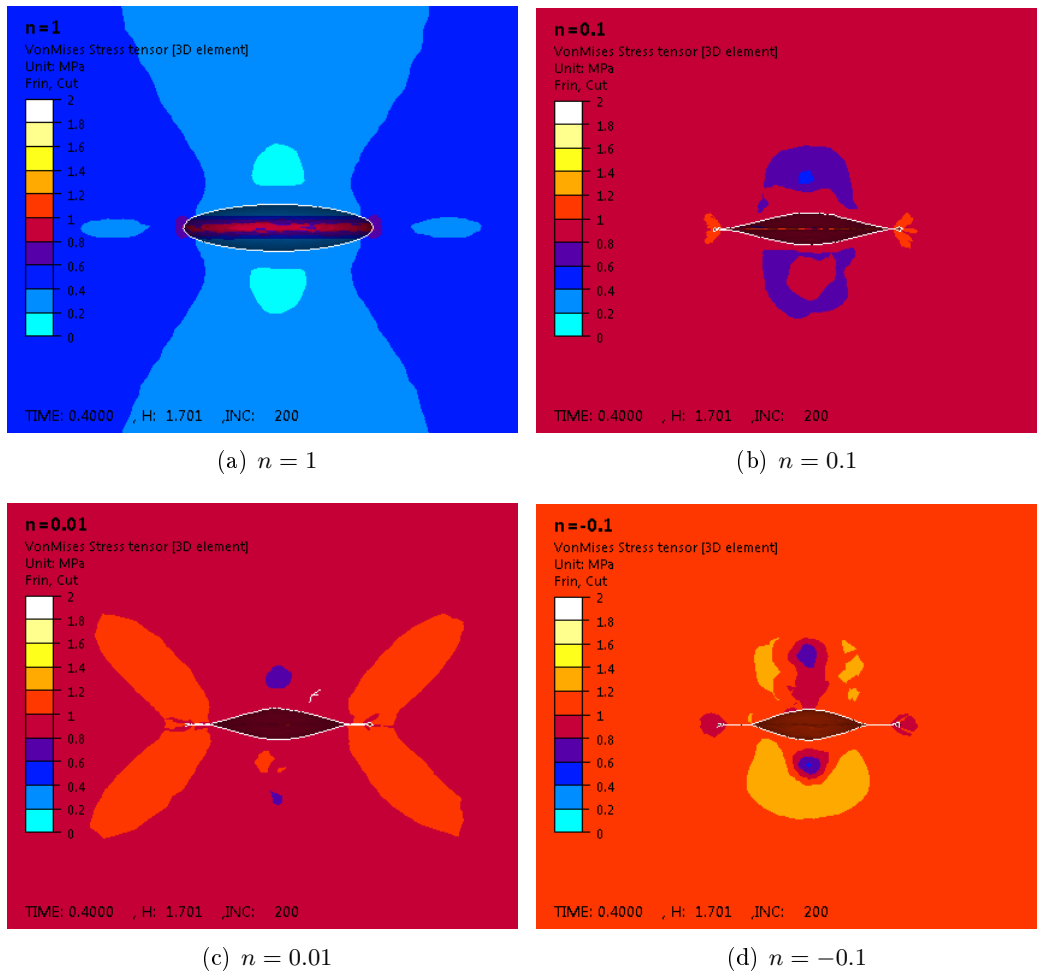 n=1
VonMises Stress tensor [3D element]
Unit: MPa
Frin, Cut
2
1.8
1.6
1.4
1.2
1
0.8
0.6
0.4
0.2
0
TIME: 0.4000 , H: 1.701 ,INC: 200
(a) n = 1
n=0.1
VonMises Stress tensor [3D element]
Unit: MPa
Frin, Cut
2
1.8
1.6
1.4
1.2
1
0.8
0.6
0.4
0.2
0
TIME: 0.4000 , H: 1.701 ,INC: 200
(b) n = 0.1
n=0.01
VonMises Stress tensor [3D element]
Unit: MPa
Frin, Cut
2
1.8
1.6
1.4
1.2
1
0.8
0.6
0.4
0.2
0
TIME: 0.4000 , H: 1.701 ,INC: 200
(c) n = 0.01
n=-0.1
VonMises Stress tensor [3D element]
Unit: MPa
Frin, Cut
2
1.8
1.6
1.4
1.2
1
0.8
0.6
0.4
0.2
0
TIME: 0.4000 , H: 1.701 ,INC: 200
(d) n = −0.1